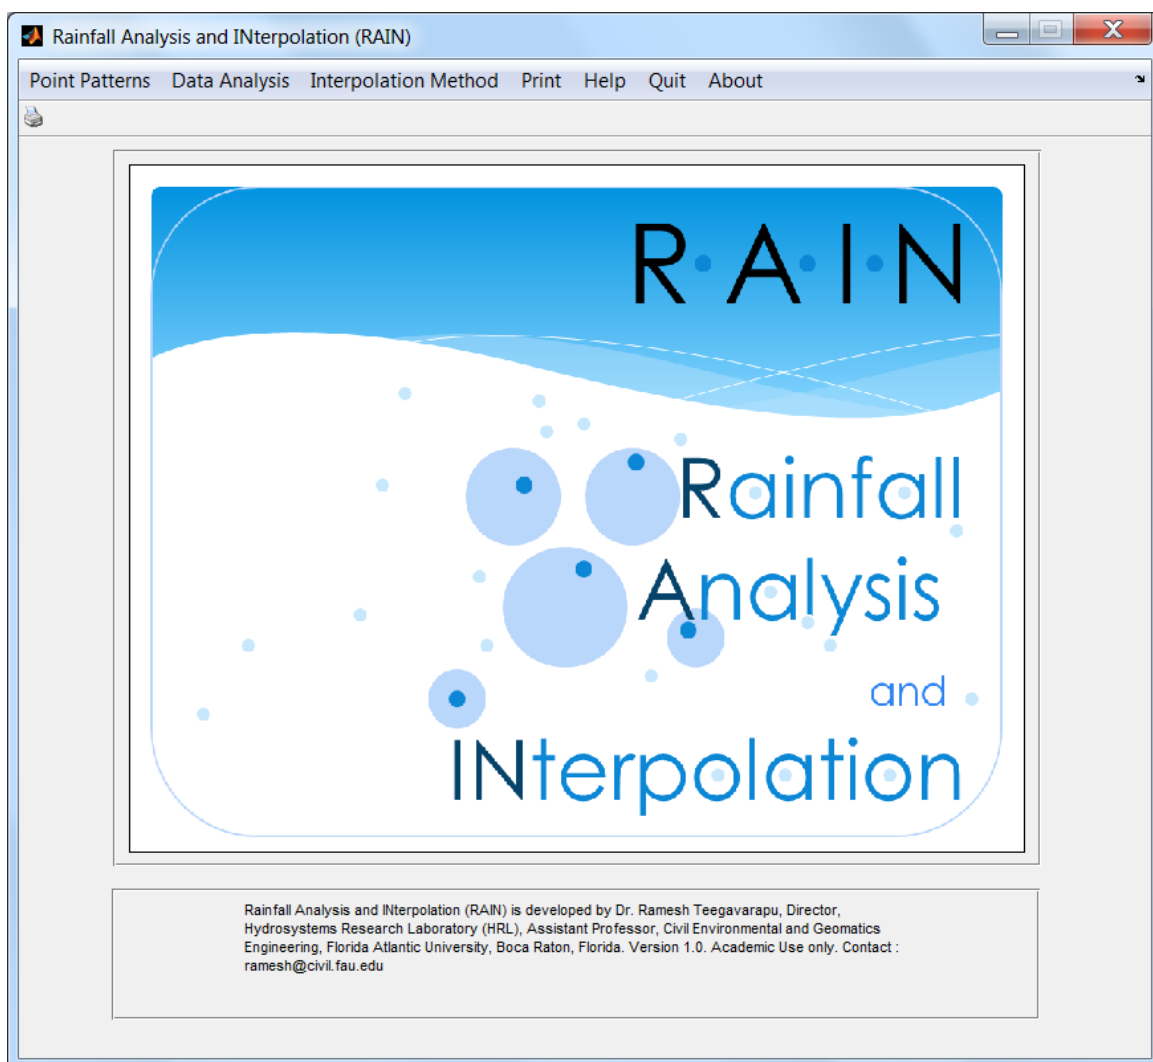 Rainfall Analysis and INterpolation (RAIN)
Point Patterns Data Analysis Interpolation Method Print Help Quit About
R·A·I·N
Rainfall
Analysis
and
INterpolation
Rainfall Analysis and INterpolation (RAIN) is developed by Dr. Ramesh Teegavarapu, Director,
Hydrosystems Research Laboratory (HRL), Assistant Professor, Civil Environmental and Geomatics
Engineering, Florida Atlantic University, Boca Raton, Florida. Version 1.0. Academic Use only. Contact :
ramesh@civil.fau.edu